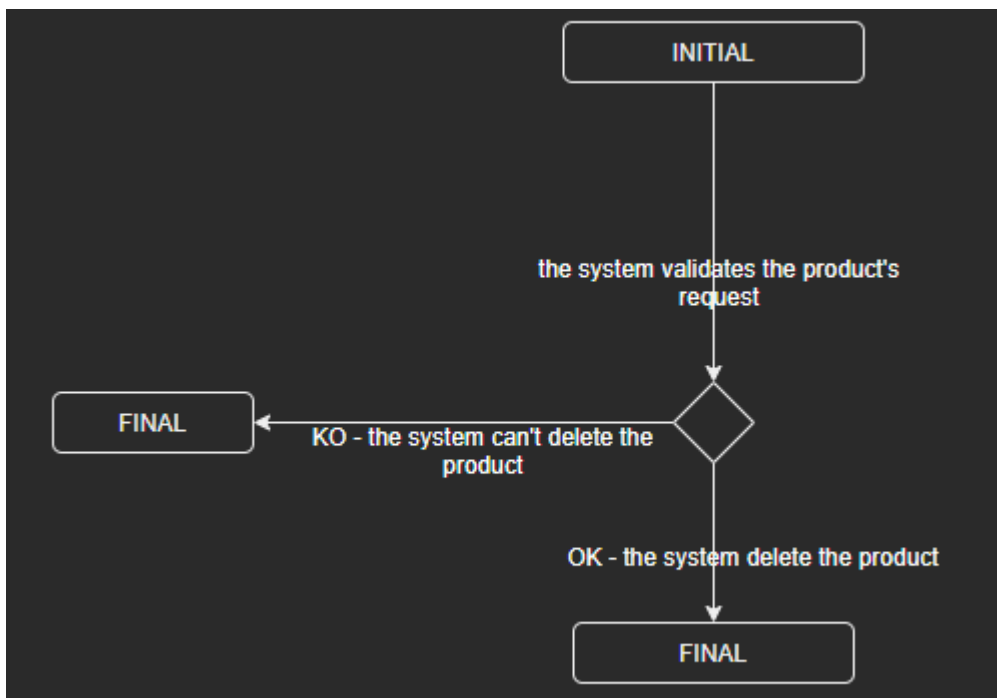 INITIAL
the system validates the product's
request
FINAL
KO - the system can't delete the
product
OK - the system delete the product
FINAL